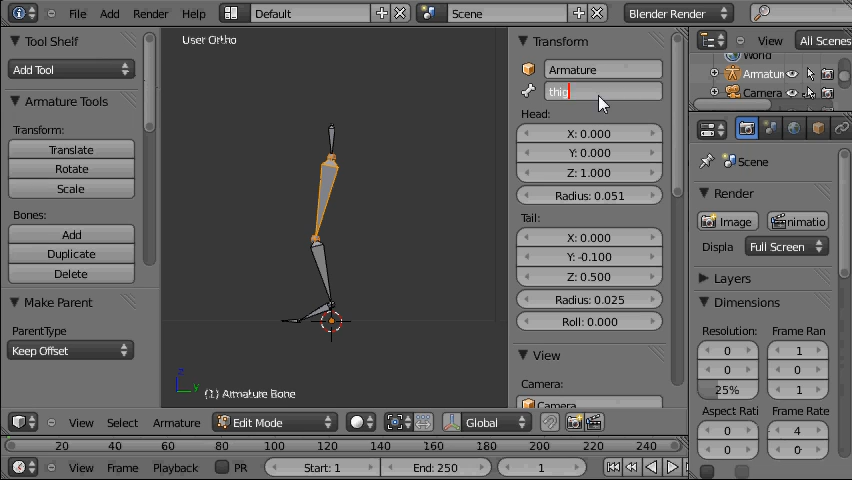 File Add Render Help Default Scene Blender Render
Tool Shelf
Add Tool
Armature Tools
Transform:
Translate
Rotate
Scale
Bones:
Add
Duplicate
Delete
Make Parent
ParentType
Keep Offset
User Ortho
z
y
(1) Armature Bone
Transform
Armature
thig
Head:
X: 0.000
Y: 0.000
Z: 1.000
Radius: 0.051
Tail:
X: 0.000
Y: -0.100
Z: 0.500
Radius: 0.025
Roll: 0.000
View
Camera:
Camera
View All Scenes
World
Armatur
Camera
Scene
Render
Image nimatio
Displa Full Screen
Layers
Dimensions
Resolution: Frame Ran
0 1
0 0
25% 1
Aspect Rati Frame Rate
0 4
0 0
View Select Armature Edit Mode Global
20 40 60 80 100 120 140 160 180 200 220 240
View Frame Playback PR Start: 1 End: 250 1